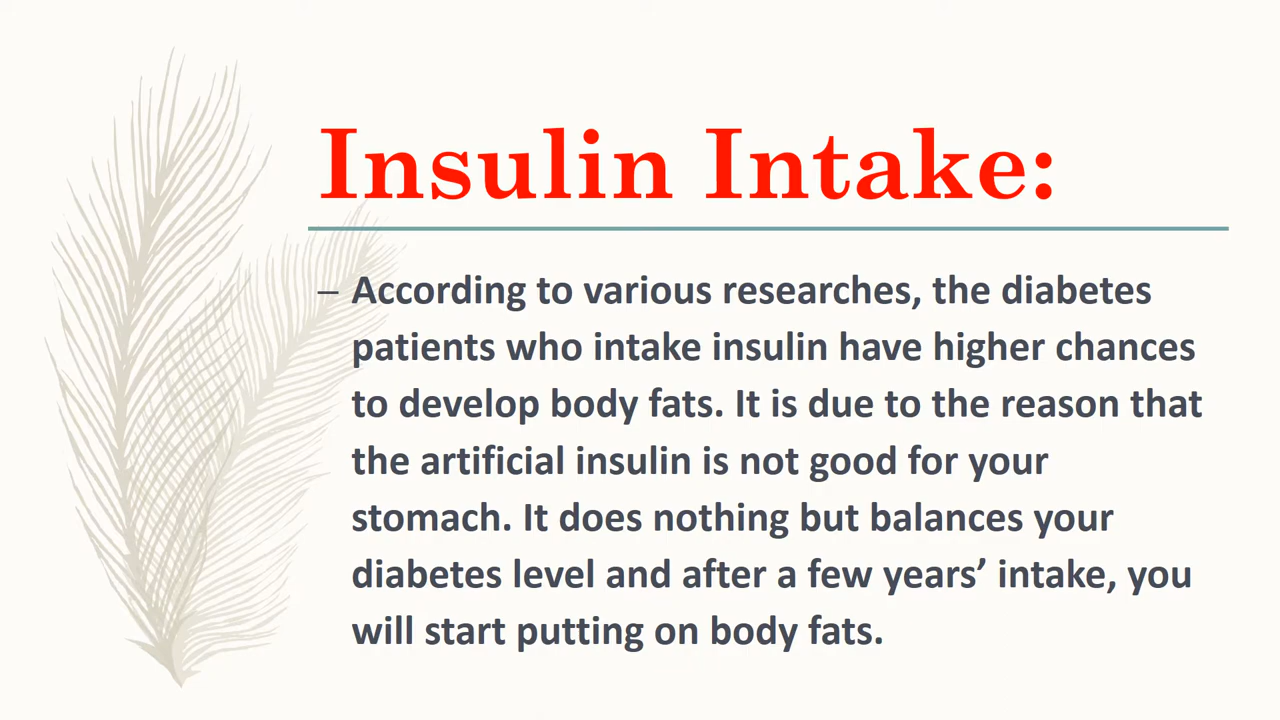 Insulin Intake:
– According to various researches, the diabetes
patients who intake insulin have higher chances
to develop body fats. It is due to the reason that
the artificial insulin is not good for your
stomach. It does nothing but balances your
diabetes level and after a few years’ intake, you
will start putting on body fats.